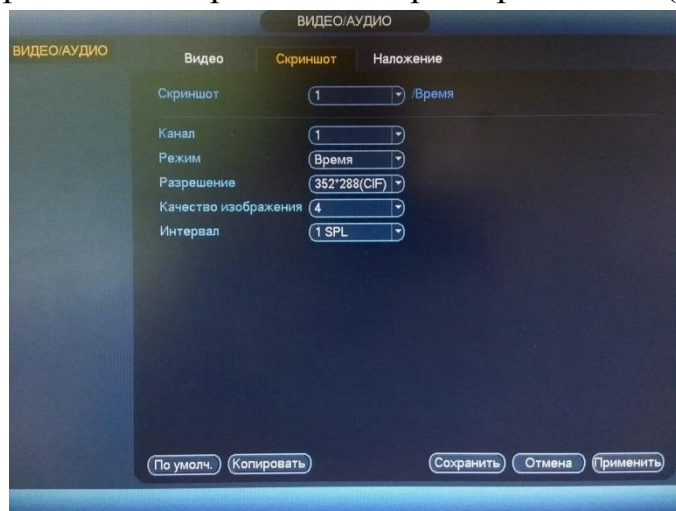 ВИДЕО/АУДИО
ВИДЕО/АУДИО
Видео Скриншот Наложение
Скриншот 1 /Время
Канал 1
Режим Время
Разрешение 352*288(CIF)
Качество изображения 4
Интервал 1 SPL
По умолч. Копировать Сохранить Отмена Применить